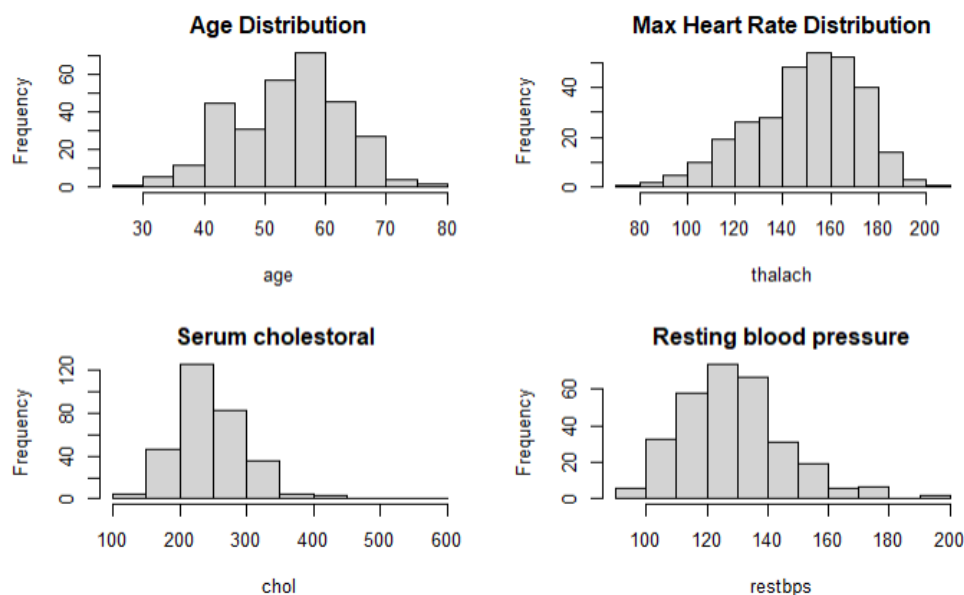 Age Distribution
Frequency
0 20 40 60
30 40 50 60 70 80
age
Max Heart Rate Distribution
Frequency
0 20 40
80 100 120 140 160 180 200
thalach
Serum cholestoral
Frequency
0 40 80 120
100 200 300 400 500 600
chol
Resting blood pressure
Frequency
0 20 40 60
100 120 140 160 180 200
restbps